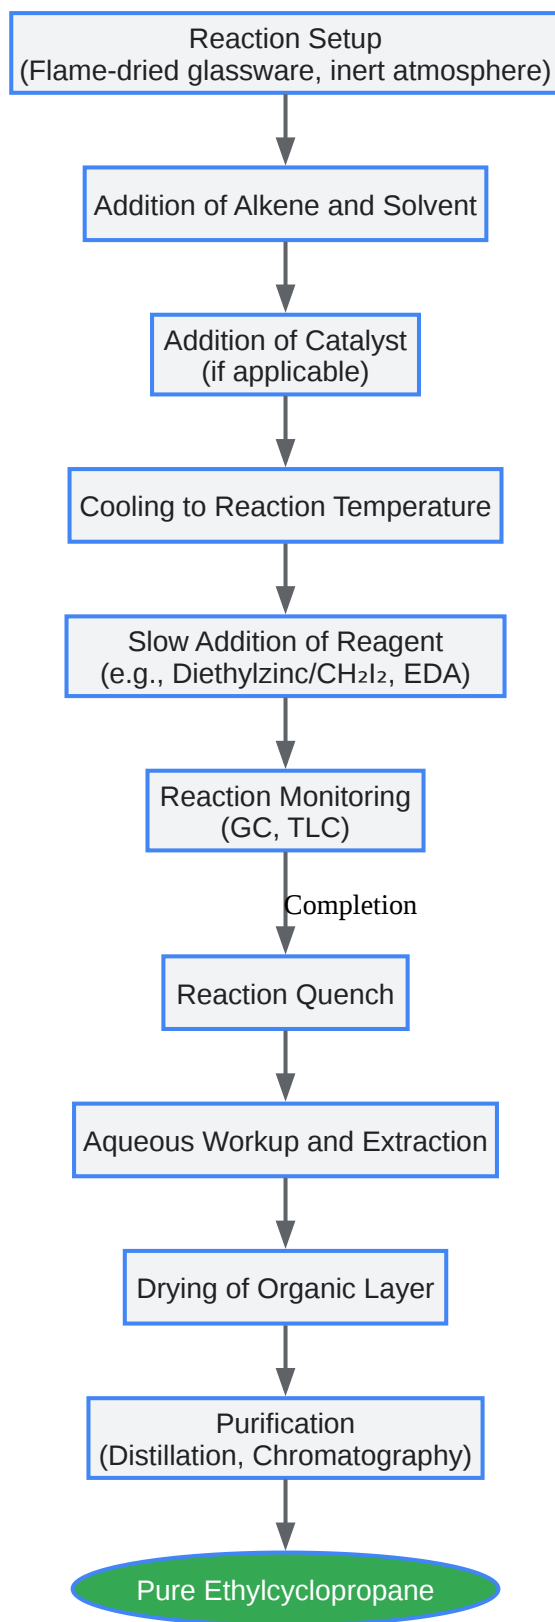 Reaction Setup
(Flame-dried glassware, inert atmosphere)
Addition of Alkene and Solvent
Addition of Catalyst
(if applicable)
Cooling to Reaction Temperature
Slow Addition of Reagent
(e.g., Diethylzinc/CH₂I₂, EDA)
Reaction Monitoring
(GC, TLC)
Completion
Reaction Quench
Aqueous Workup and Extraction
Drying of Organic Layer
Purification
(Distillation, Chromatography)
Pure Ethylcyclopropane